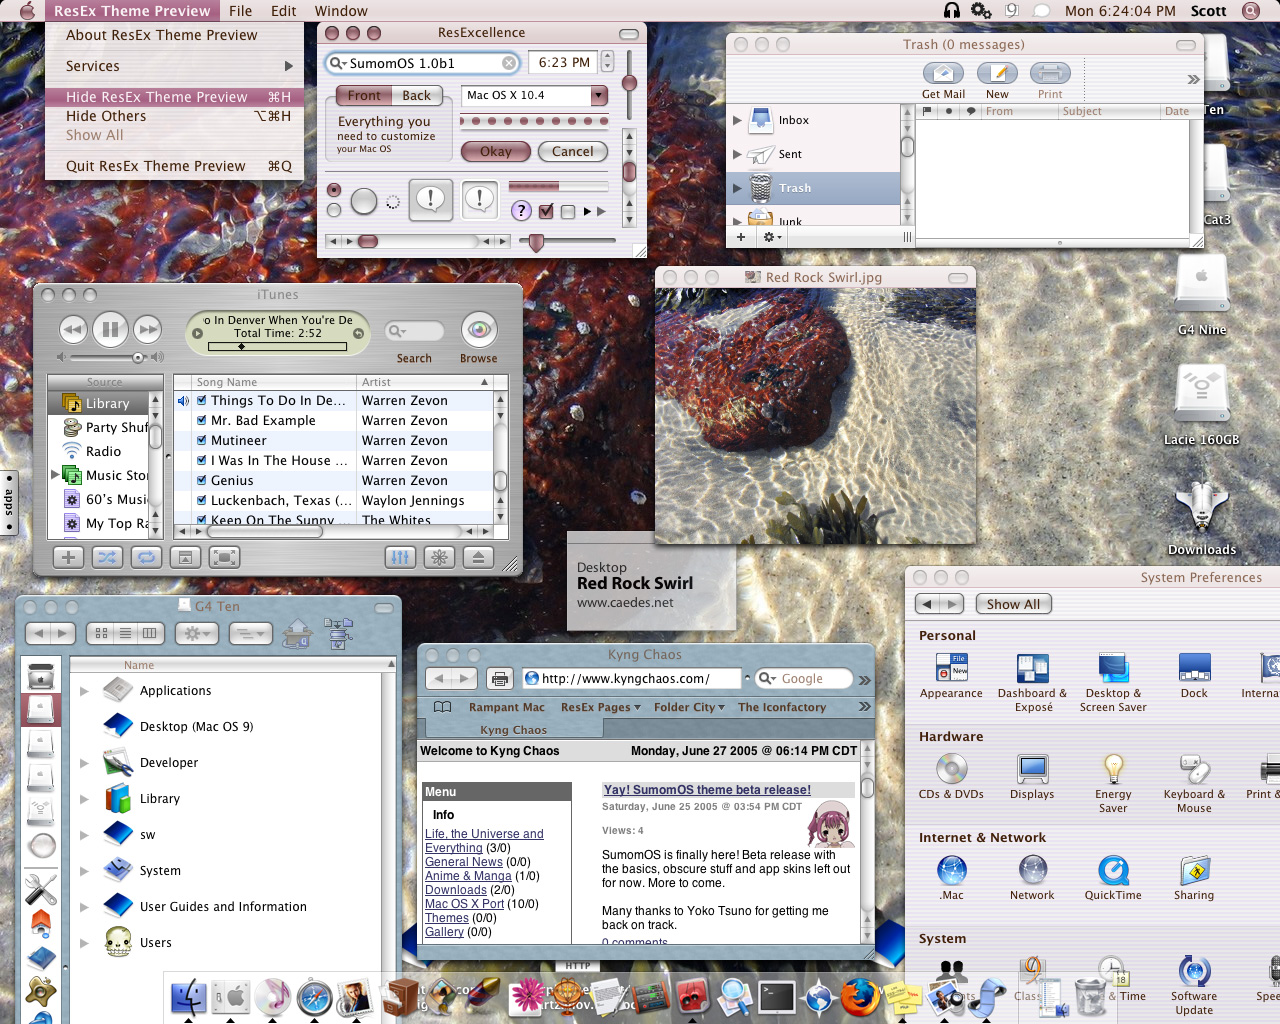 ResEx Theme Preview File Edit Window
Mon 6:24:04 PM Scott
About ResEx Theme Preview
Services
Hide ResEx Theme Preview ⌘H
Hide Others ⌥⌘H
Show All
Quit ResEx Theme Preview ⌘Q
ResExcellence
SumomOS 1.0b1
6:23 PM
Front Back
Mac OS X 10.4
Everything you
need to customize
your Mac OS
Okay Cancel
Trash (0 messages)
Get Mail New Print
From Subject Date
Inbox
Sent
Trash
Junk
Ten
Cat3
G4 Nine
Lacie 160GB
Downloads
apps
iTunes
o In Denver When You're De
Total Time: 2:52
Search Browse
Source
Library
Party Shuf
Radio
Music Stor
60's Musi
My Top Ra
Song Name Artist
Things To Do In De... Warren Zevon
Mr. Bad Example Warren Zevon
Mutineer Warren Zevon
I Was In The House ... Warren Zevon
Genius Warren Zevon
Luckenbach, Texas (... Waylon Jennings
Keep On The Sunny ... The Whites
Red Rock Swirl.jpg
Desktop
Red Rock Swirl
www.caedes.net
G4 Ten
Name
Applications
Desktop (Mac OS 9)
Developer
Library
sw
System
User Guides and Information
Users
Kyng Chaos
http://www.kyngchaos.com/
Google
Rampant Mac ResEx Pages Folder City The Iconfactory
Kyng Chaos
Welcome to Kyng Chaos Monday, June 27 2005 @ 06:14 PM CDT
Menu
Info
Life, the Universe and
Everything (3/0)
General News (0/0)
Anime & Manga (1/0)
Downloads (2/0)
Mac OS X Port (10/0)
Themes (0/0)
Gallery (0/0)
Yay! SumomOS theme beta release!
Saturday, June 25 2005 @ 03:54 PM CDT
Views: 4
SumomOS is finally here! Beta release with
the basics, obscure stuff and app skins left out
for now. More to come.
Many thanks to Yoko Tsuno for getting me
back on track.
0 comments
HTTP
System Preferences
Show All
Personal
Appearance
Dashboard &
Exposé
Desktop &
Screen Saver
Dock
Interna
Hardware
CDs & DVDs
Displays
Energy
Saver
Keyboard &
Mouse
Print &
Internet & Network
.Mac
Network
QuickTime
Sharing
System
Class
& Time
Software
Update
Spee